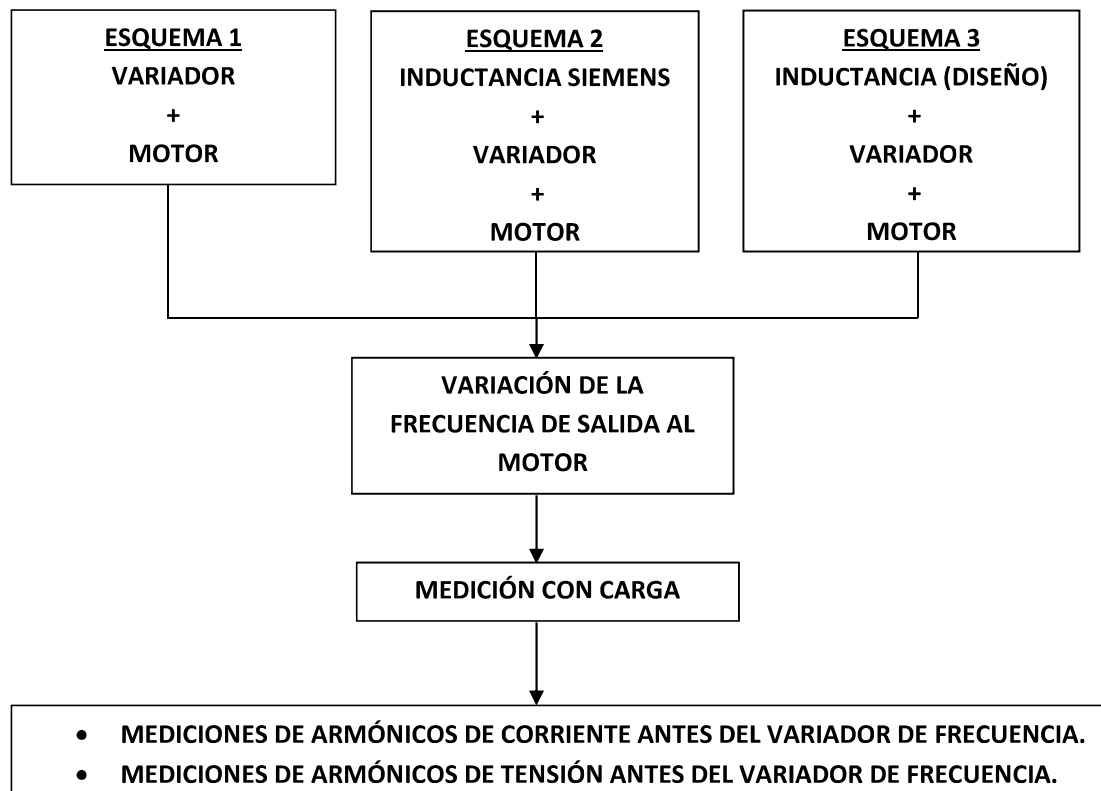 ESQUEMA 1
VARIADOR
+
MOTOR
ESQUEMA 2
INDUCTANCIA SIEMENS
+
VARIADOR
+
MOTOR
ESQUEMA 3
INDUCTANCIA (DISEÑO)
+
VARIADOR
+
MOTOR
VARIACIÓN DE LA
FRECUENCIA DE SALIDA AL
MOTOR
MEDICIÓN CON CARGA
• MEDICIONES DE ARMÓNICOS DE CORRIENTE ANTES DEL VARIADOR DE FRECUENCIA.
• MEDICIONES DE ARMÓNICOS DE TENSIÓN ANTES DEL VARIADOR DE FRECUENCIA.